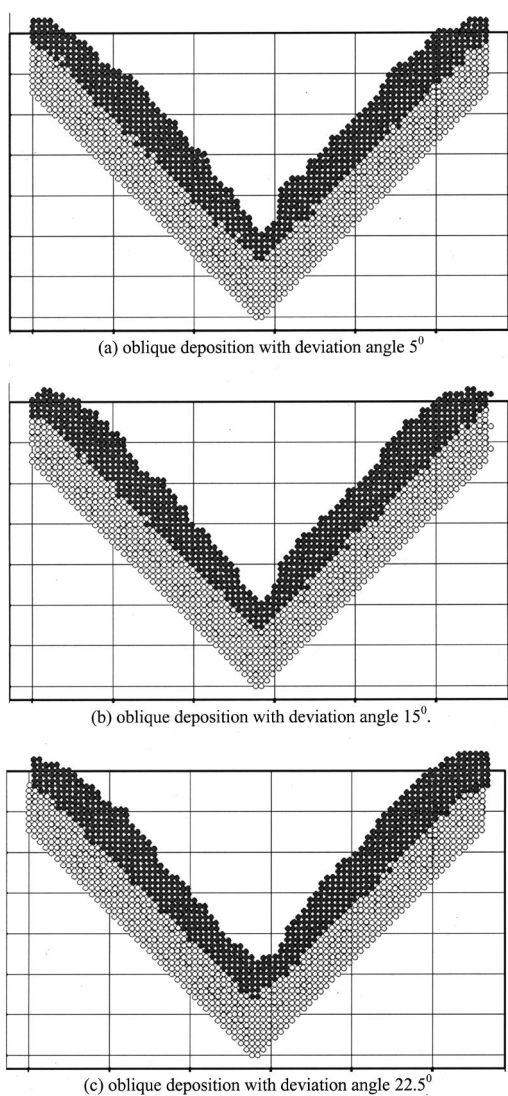 (a) oblique deposition with deviation angle 5⁰
(b) oblique deposition with deviation angle 15⁰.
(c) oblique deposition with deviation angle 22.5⁰